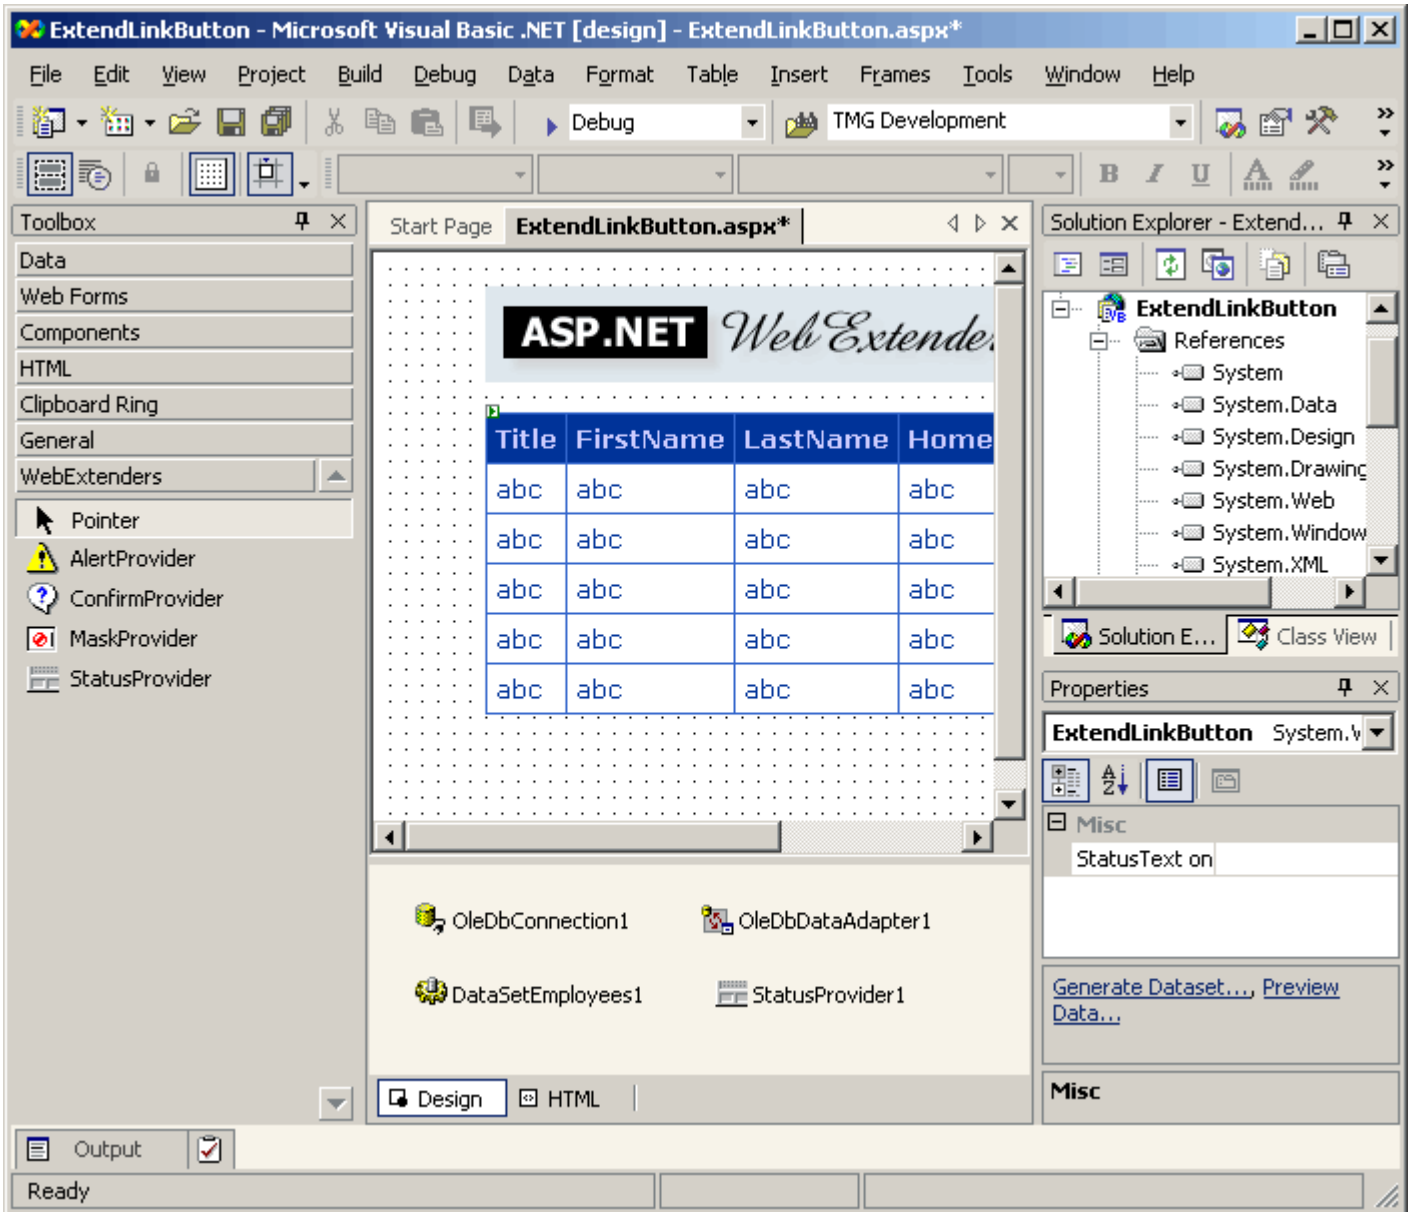 ExtendLinkButton - Microsoft Visual Basic .NET [design] - ExtendLinkButton.aspx*
File Edit View Project Build Debug Data Format Table Insert Frames Tools Window Help
Debug TMG Development
B I U A
Toolbox
Data
Web Forms
Components
HTML
Clipboard Ring
General
WebExtenders
Pointer
AlertProvider
ConfirmProvider
MaskProvider
StatusProvider
Start Page ExtendLinkButton.aspx*
ASP.NET WebExtende
Title FirstName LastName Home
abc abc abc abc
abc abc abc abc
abc abc abc abc
abc abc abc abc
abc abc abc abc
OleDbConnection1 OleDbDataAdapter1
DataSetEmployees1 StatusProvider1
Design HTML
Solution Explorer - Extend...
ExtendLinkButton
References
System
System.Data
System.Design
System.Drawing
System.Web
System.Window
System.XML
Solution E... Class View
Properties
ExtendLinkButton System.W
Misc
StatusText on
Generate Dataset..., Preview
Data...
Misc
Output
Ready